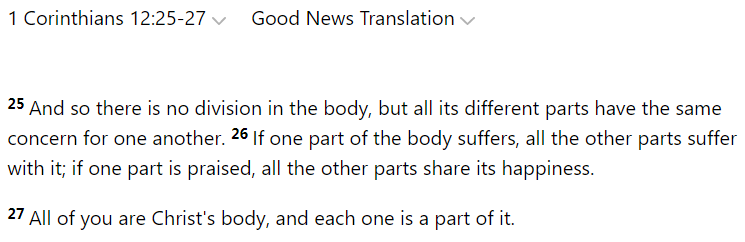 1 Corinthians 12:25-27 Good News Translation
25 And so there is no division in the body, but all its different parts have the same
concern for one another. 26 If one part of the body suffers, all the other parts suffer
with it; if one part is praised, all the other parts share its happiness.
27 All of you are Christ's body, and each one is a part of it.